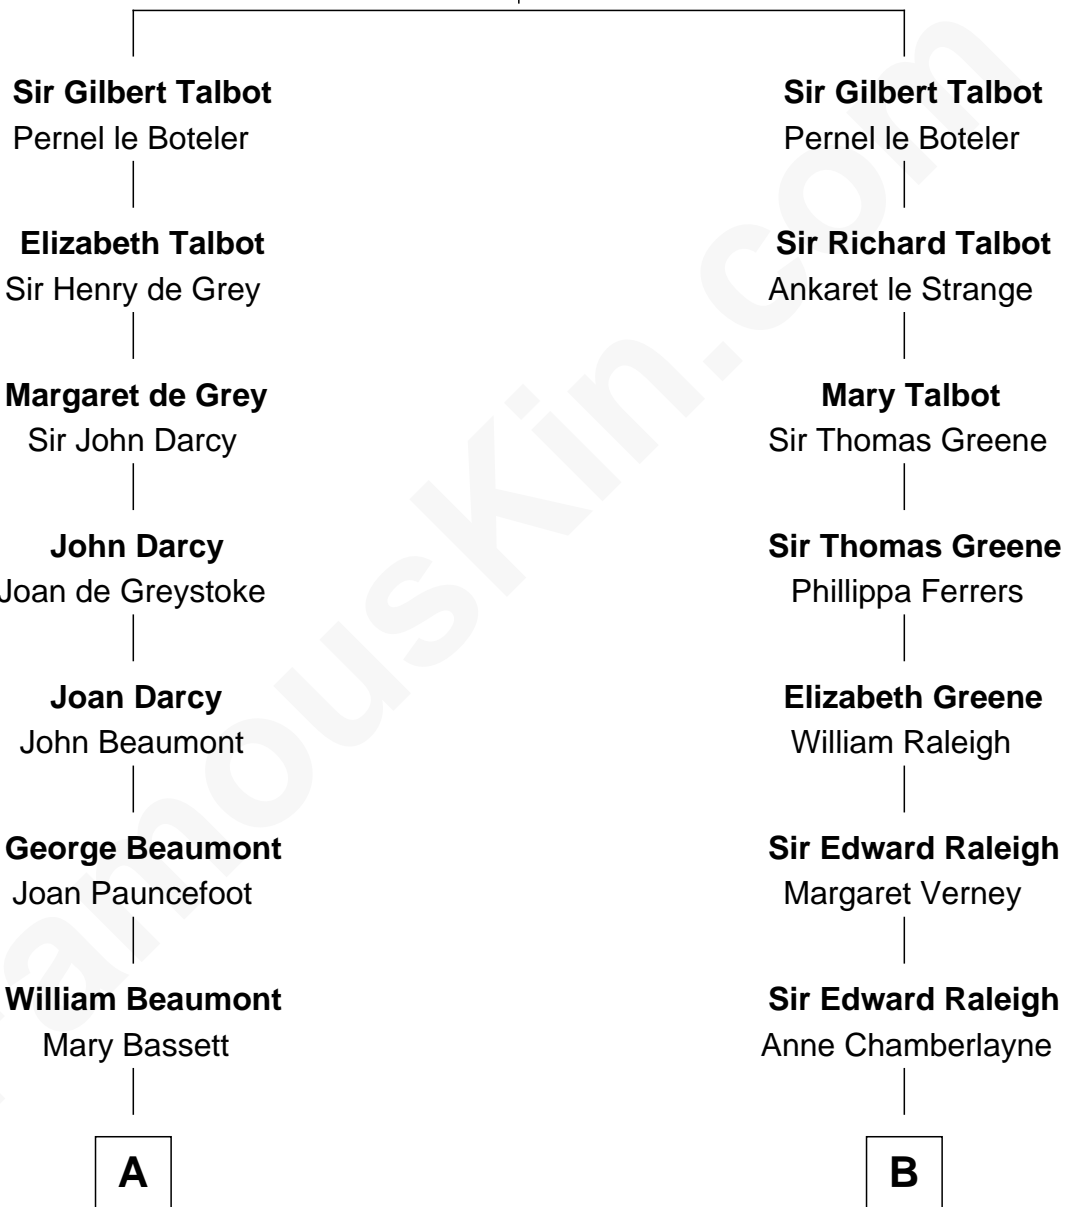 Sir Gilbert Talbot
Pernel le Boteler
Elizabeth Talbot
Sir Henry de Grey
Margaret de Grey
Sir John Darcy
John Darcy
Joan de Greystoke
Joan Darcy
John Beaumont
George Beaumont
Joan Pauncefoot
William Beaumont
Mary Bassett
A
Sir Gilbert Talbot
Pernel le Boteler
Sir Richard Talbot
Ankaret le Strange
Mary Talbot
Sir Thomas Greene
Sir Thomas Greene
Phillippa Ferrers
Elizabeth Greene
William Raleigh
Sir Edward Raleigh
Margaret Verney
Sir Edward Raleigh
Anne Chamberlayne
B
FamousKin.com